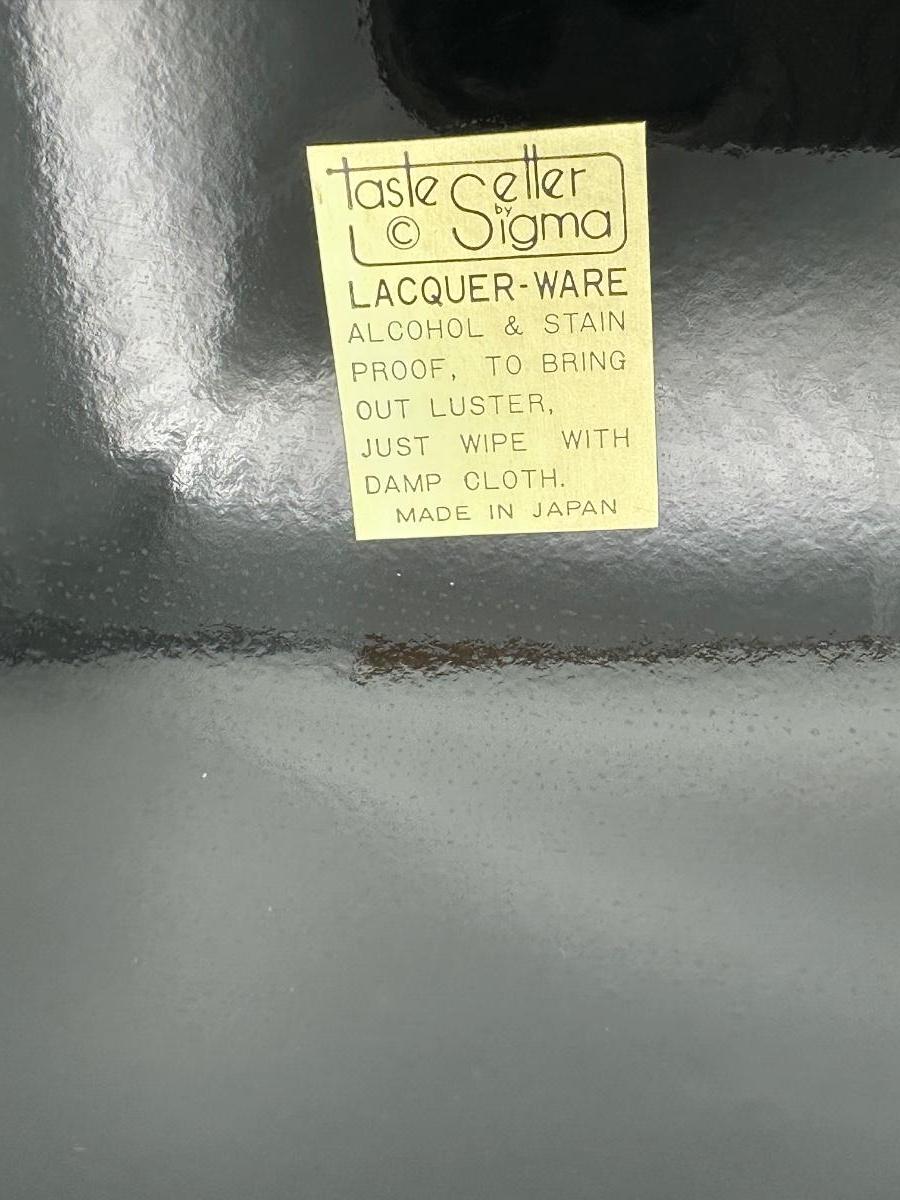 taste Setter
© by Sigma
LACQUER-WARE
ALCOHOL & STAIN
PROOF, TO BRING
OUT LUSTER,
JUST WIPE WITH
DAMP CLOTH.
MADE IN JAPAN